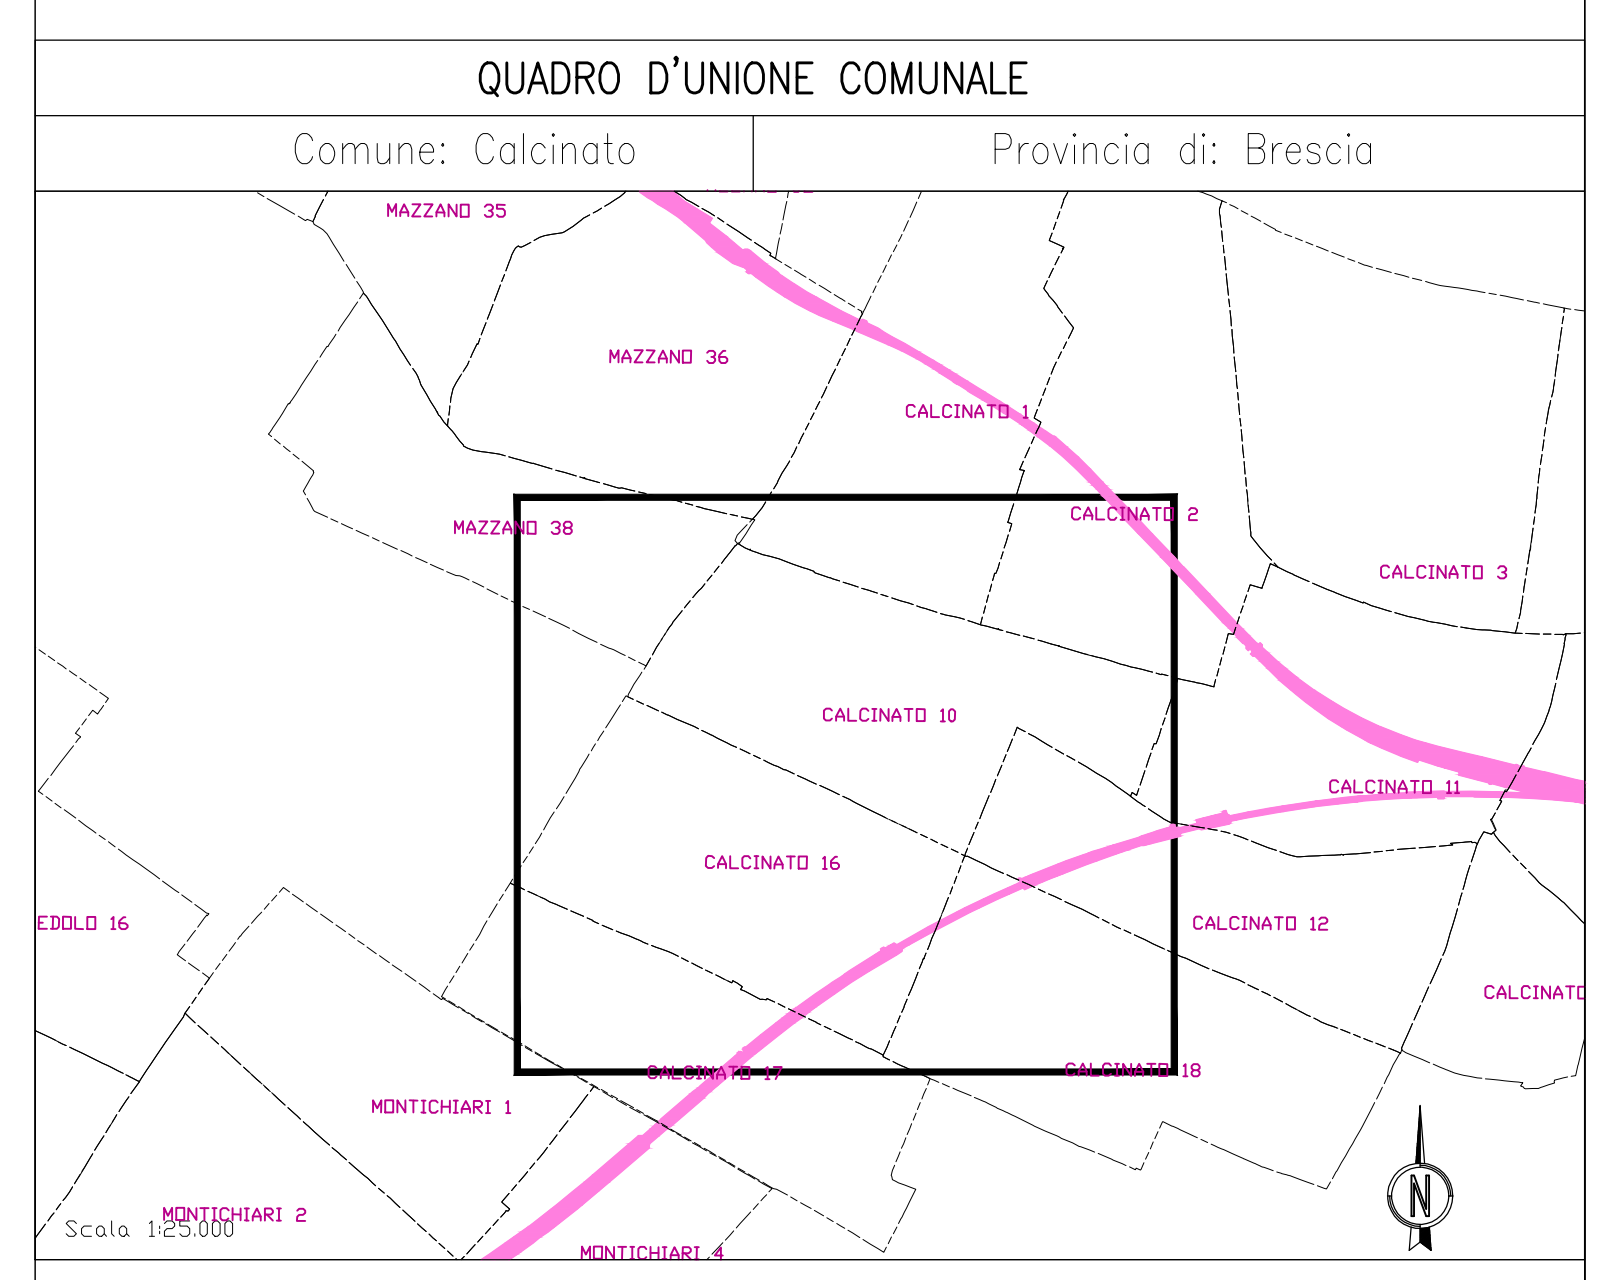 QUADRO D'UNIONE COMUNALE
Comune: Calcinato
Provincia di: Brescia
MAZZANO 35
MAZZANO 36
CALCINATO 1
CALCINATO 2
MAZZANO 38
CALCINATO 3
CALCINATO 10
CALCINATO 11
CALCINATO 16
EDOLO 16
CALCINATO 12
CALCINATO
CALCINATO 17
CALCINATO 18
MONTICHIARI 1
MONTICHIARI 2
Scala 1:25.000
MONTICHIARI 4
N